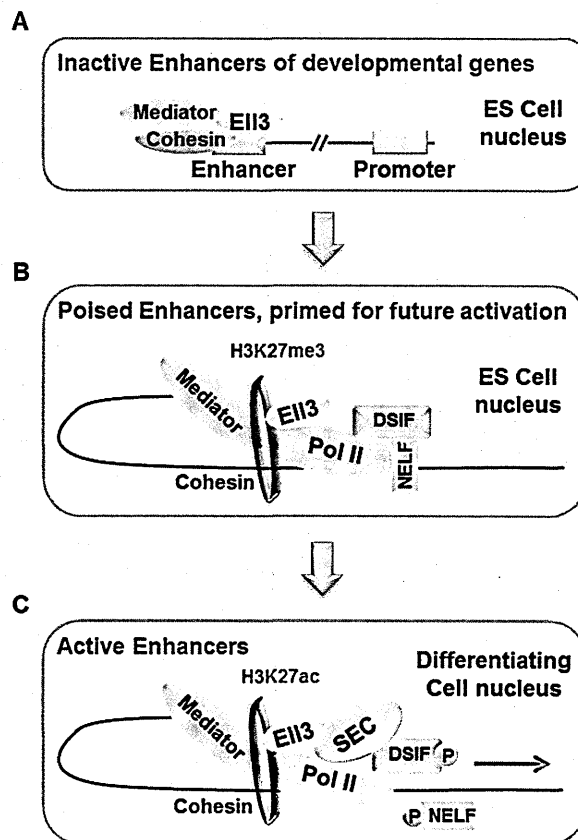 A
Inactive Enhancers of developmental genes
Mediator Ell3
Cohesin
ES Cell
nucleus
Enhancer Promoter
B
Poised Enhancers, primed for future activation
H3K27me3
ES Cell
nucleus
Mediator
Ell3
DSIF
Pol II
NELF
Cohesin
C
Active Enhancers
H3K27ac
Differentiating
Cell nucleus
Mediator
Ell3
SEC
DSIF P
Pol II
Cohesin
P NELF